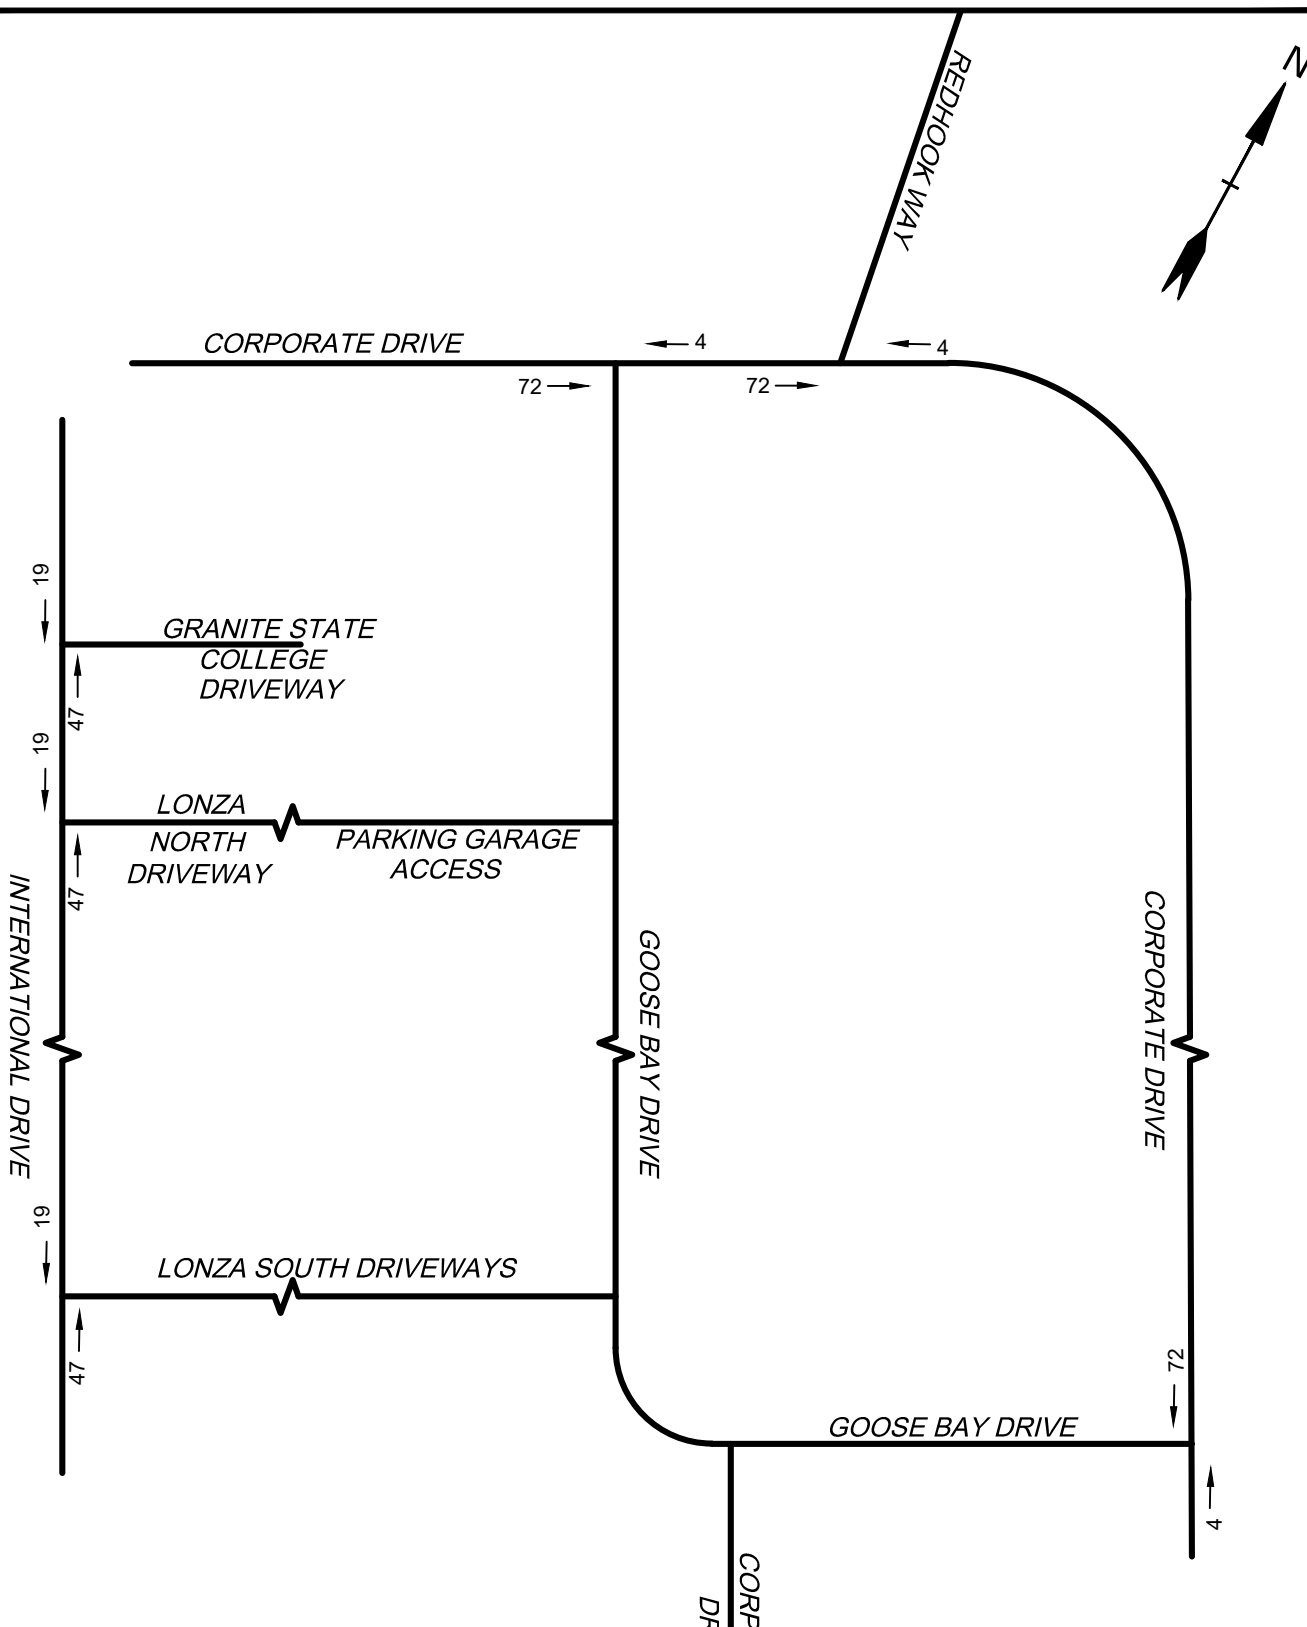 N
REDHOOK WAY
CORPORATE DRIVE
4
4
72
72
19
GRANITE STATE
COLLEGE
DRIVEWAY
47
19
LONZA
NORTH
DRIVEWAY
PARKING GARAGE
ACCESS
47
INTERNATIONAL DRIVE
GOOSE BAY DRIVE
CORPORATE DRIVE
19
LONZA SOUTH DRIVEWAYS
47
72
GOOSE BAY DRIVE
4
CORP
DR